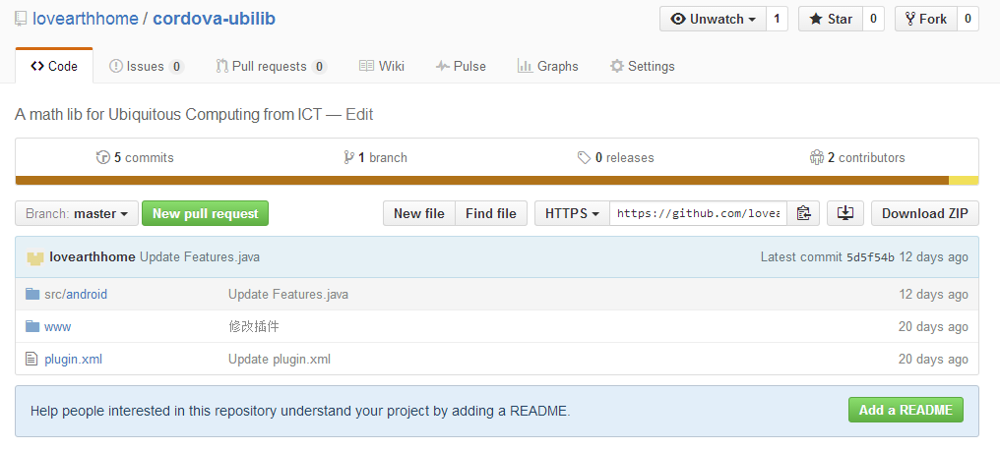 lovearthhome / cordova-ubilib Unwatch 1 Star 0 Fork 0
Code Issues 0 Pull requests 0 Wiki Pulse Graphs Settings
A math lib for Ubiquitous Computing from ICT — Edit
5 commits 1 branch 0 releases 2 contributors
Branch: master New pull request New file Find file HTTPS https://github.com/lovea Download ZIP
lovearthhome Update Features.java Latest commit 5d5f54b 12 days ago
src/android Update Features.java 12 days ago
www 修改插件 20 days ago
plugin.xml Update plugin.xml 20 days ago
Help people interested in this repository understand your project by adding a README. Add a README